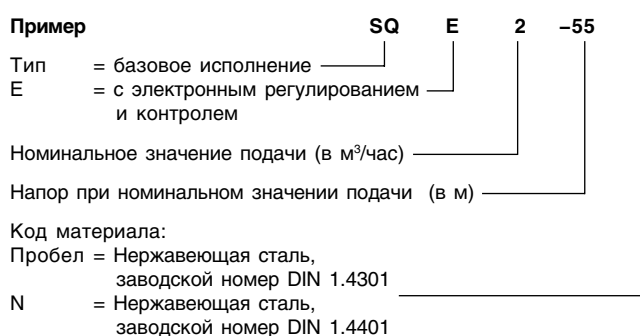 Пример SQ E 2 –55
Тип = базовое исполнение
E = с электронным регулированием
и контролем
Номинальное значение подачи (в м³/час)
Напор при номинальном значении подачи (в м)
Код материала:
Пробел = Нержавеющая сталь,
заводской номер DIN 1.4301
N = Нержавеющая сталь,
заводской номер DIN 1.4401